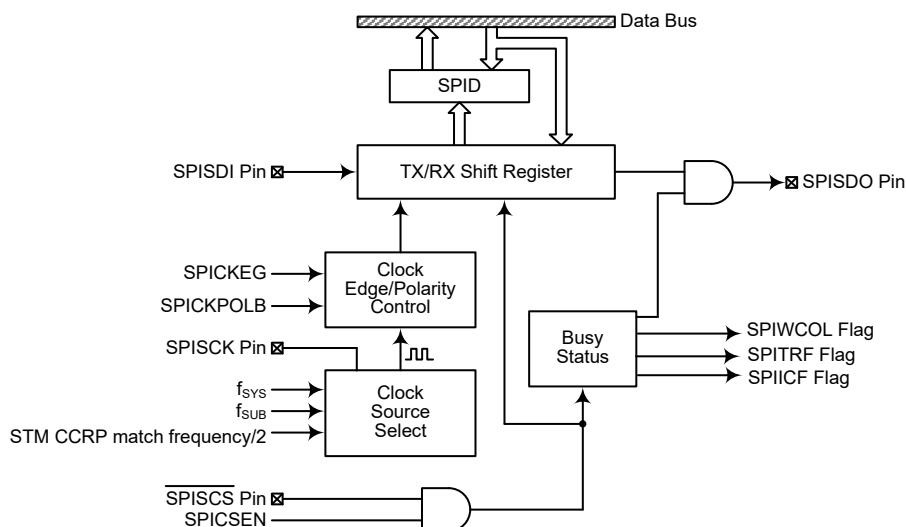 Data Bus
SPID
SPISDI Pin
TX/RX Shift Register
SPISDO Pin
SPICKEG
SPICKPOLB
Clock
Edge/Polarity
Control
SPISCK Pin
Busy
Status
SPIWCOL Flag
SPITRF Flag
SPIICF Flag
fSYS
fSUB
STM CCRP match frequency/2
Clock
Source
Select
SPISCS Pin
SPICSEN